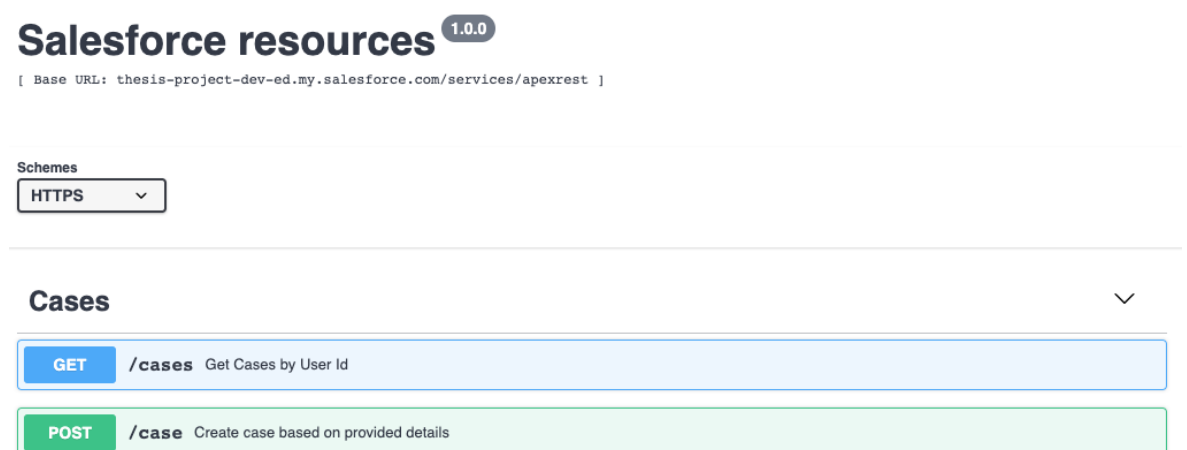 Salesforce resources 1.0.0
[ Base URL: thesis-project-dev-ed.my.salesforce.com/services/apexrest ]
Schemes
HTTPS
Cases
GET /cases Get Cases by User Id
POST /case Create case based on provided details